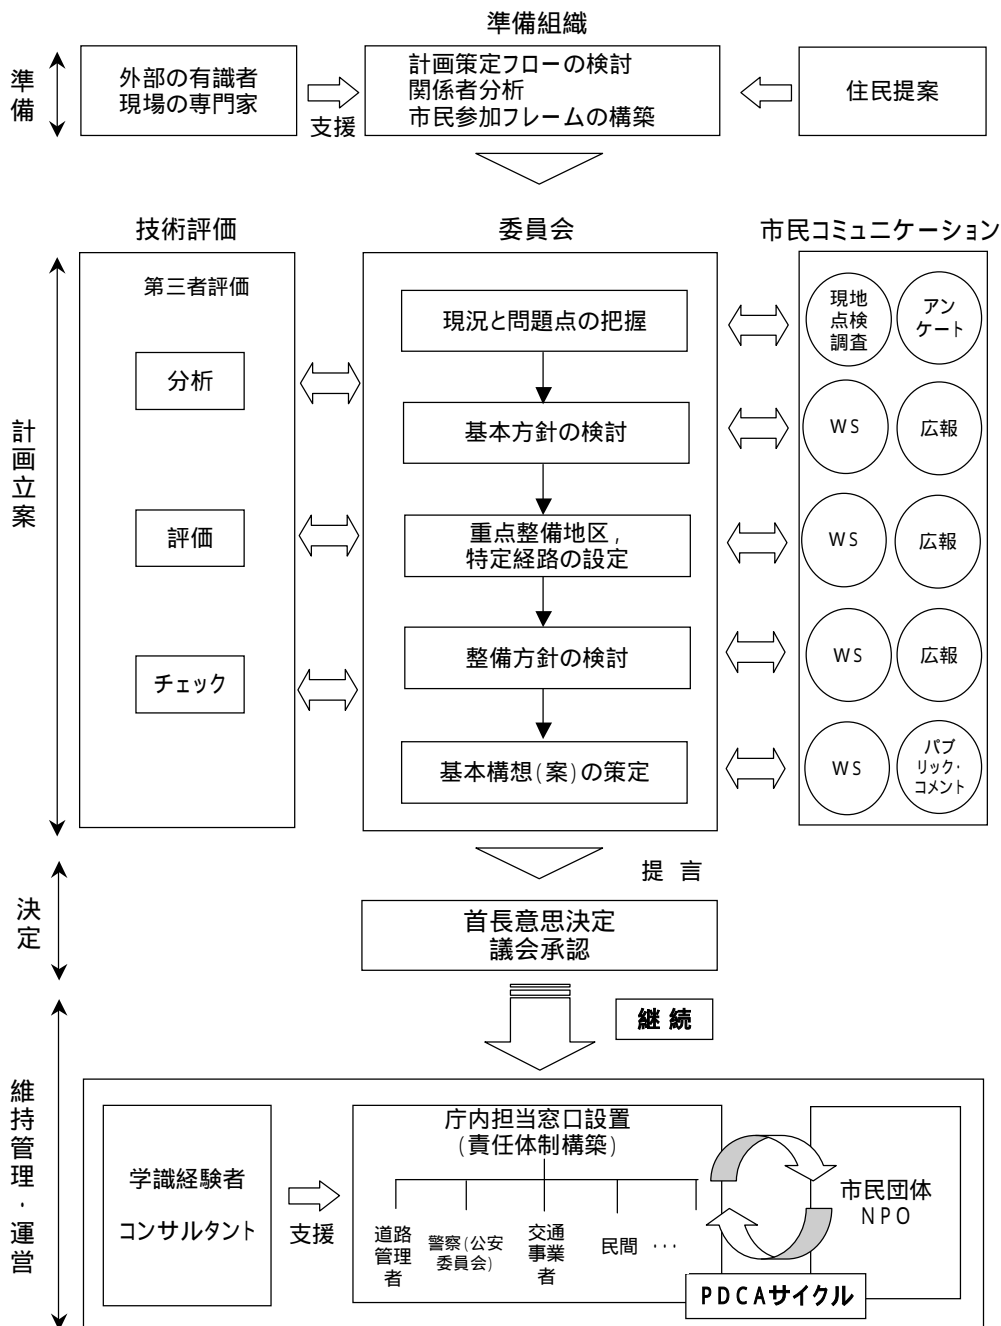 準備組織
準備
外部の有識者
現場の専門家
支援
計画策定フローの検討
関係者分析
市民参加フレームの構築
住民提案
技術評価
委員会
市民コミュニケーション
計画立案
第三者評価
分析
評価
チェック
現況と問題点の把握
基本方針の検討
重点整備地区，
特定経路の設定
整備方針の検討
基本構想(案)の策定
現地
点検
調査
アン
ケート
WS
広報
WS
広報
WS
広報
WS
パブ
リック・
コメント
提 言
決定
首長意思決定
議会承認
継 続
維持管理・運営
学識経験者
コンサルタント
支援
庁内担当窓口設置
(責任体制構築)
道路
管理
者
警察(公安
委員会)
交通
事業
者
民間 ・・・
市民団体
NPO
PDCAサイクル